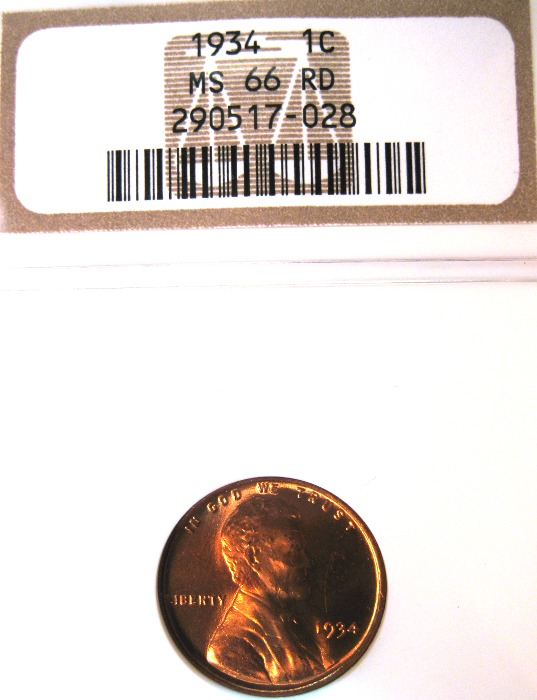 1934 1C
MS 66 RD
290517-028
IN GOD WE TRUST
LIBERTY
1934